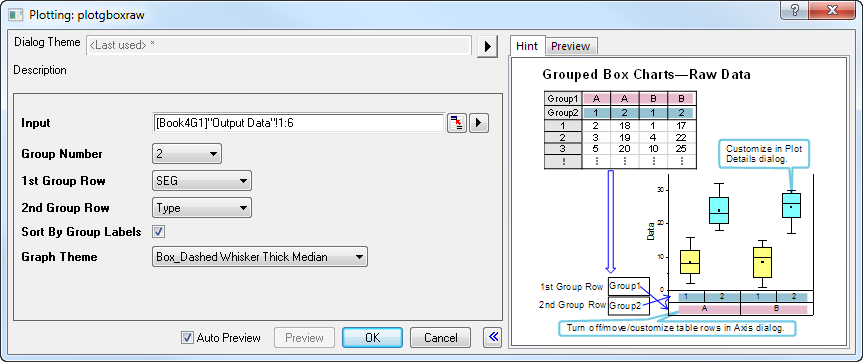 Plotting: plotgboxraw
Dialog Theme
<Last used> *
Description
Input
[Book4G1]"Output Data"!1:6
Group Number
2
1st Group Row
SEG
2nd Group Row
Type
Sort By Group Labels
Graph Theme
Box_Dashed Whisker Thick Median
Auto Preview
Preview
OK
Cancel
Hint
Preview
Grouped Box Charts—Raw Data
Group1 A A B B
Group2 1 2 1 2
1 2 18 1 17
2 3 19 4 22
3 5 20 10 25
Customize in Plot
Details dialog.
30
20
10
0
Data
1 2 1 2
A B
1st Group Row Group1
2nd Group Row Group2
Turn off/move/customize table rows in Axis dialog.